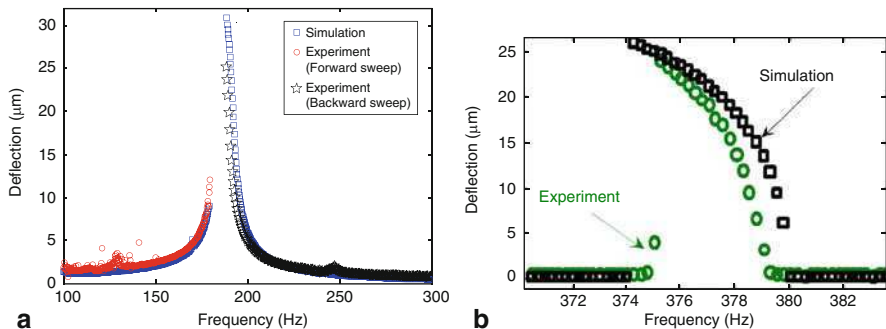 30
25
20
15
10
5
0
Deflection (μm)
100
150
200
250
300
Frequency (Hz)
Simulation
Experiment
(Forward sweep)
Experiment
(Backward sweep)
a
25
20
15
10
5
0
Deflection (μm)
Simulation
Experiment
372
374
376
378
380
382
Frequency (Hz)
b